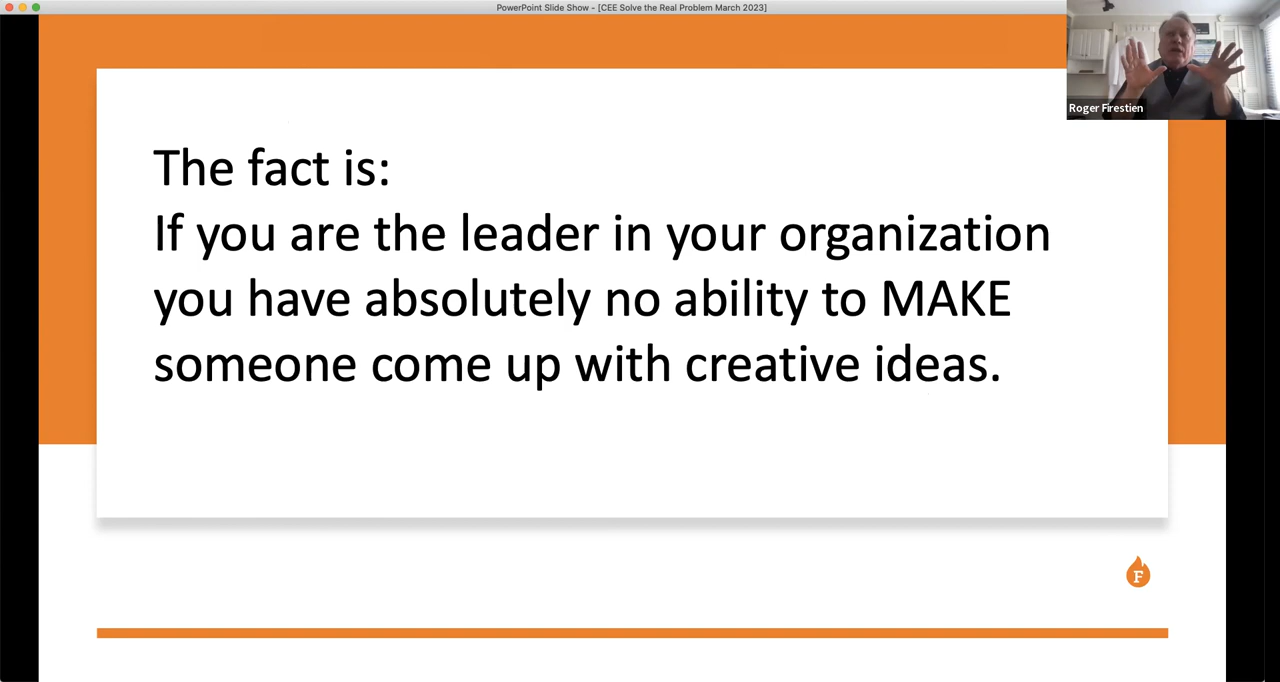 PowerPoint Slide Show - [CEE Solve the Real Problem March 2023]
Roger Firestien
The fact is:
If you are the leader in your organization
you have absolutely no ability to MAKE
someone come up with creative ideas.
F